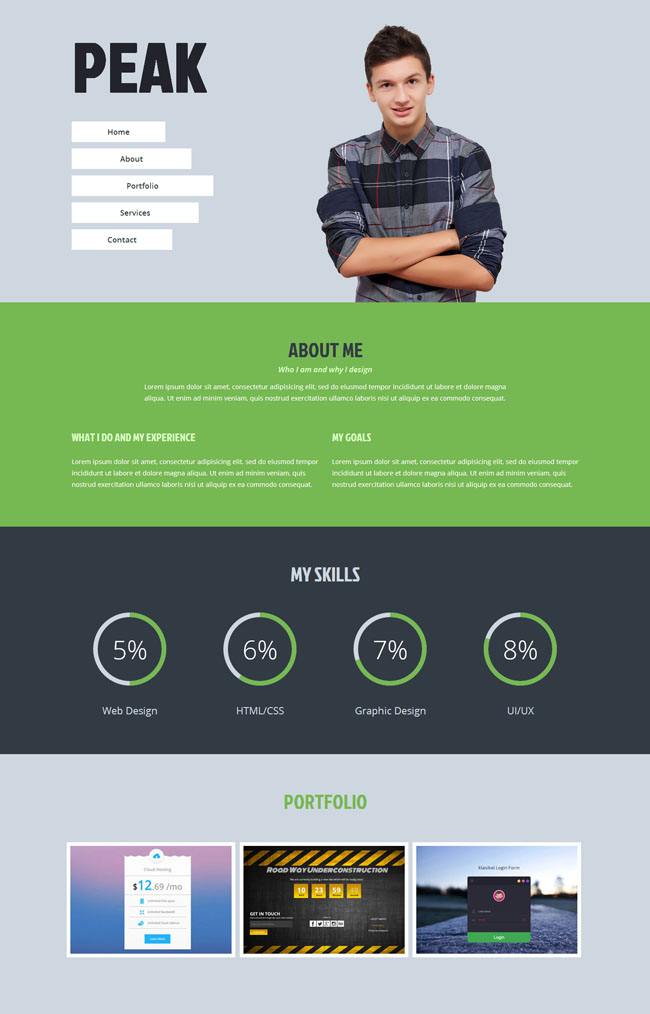 PEAK
Home
About
Portfolio
Services
Contact
ABOUT ME
Who I am and why I design
Lorem ipsum dolor sit amet, consectetur adipisicing elit, sed do eiusmod tempor incididunt ut labore et dolore magna
aliqua. Ut enim ad minim veniam, quis nostrud exercitation ullamco laboris nisi ut aliquip ex ea commodo consequat.
WHAT I DO AND MY EXPERIENCE
Lorem ipsum dolor sit amet, consectetur adipisicing elit, sed do eiusmod tempor
incididunt ut labore et dolore magna aliqua. Ut enim ad minim veniam, quis
nostrud exercitation ullamco laboris nisi ut aliquip ex ea commodo consequat.
MY GOALS
Lorem ipsum dolor sit amet, consectetur adipisicing elit, sed do eiusmod tempor
incididunt ut labore et dolore magna aliqua. Ut enim ad minim veniam, quis
nostrud exercitation ullamco laboris nisi ut aliquip ex ea commodo consequat.
MY SKILLS
5% 6% 7% 8%
Web Design HTML/CSS Graphic Design UI/UX
PORTFOLIO
Cloud Hosting
$12.69 /mo
ROAD WAY UNDERCONSTRUCTION
10 23 59
GET IN TOUCH
Klasikal Login Form
Login